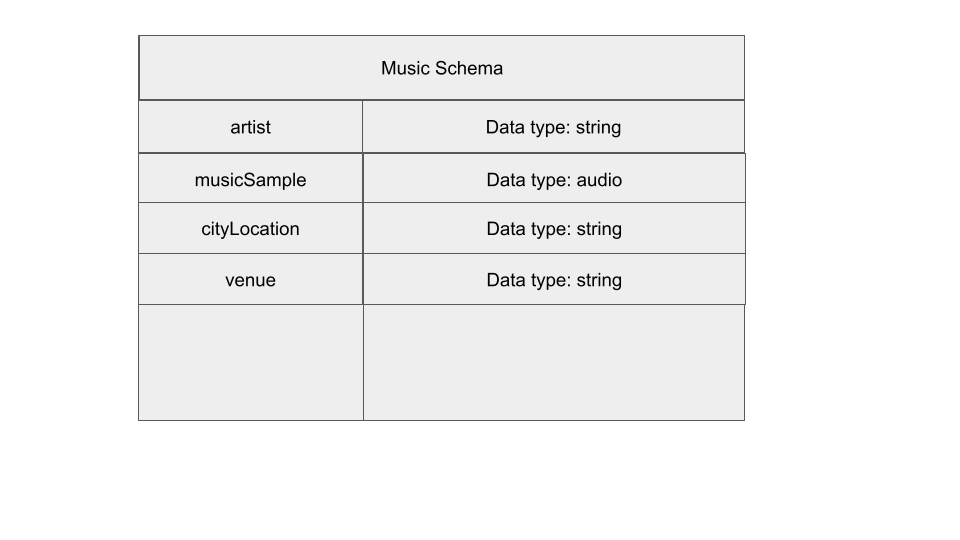 Music Schema
artist Data type: string
musicSample Data type: audio
cityLocation Data type: string
venue Data type: string